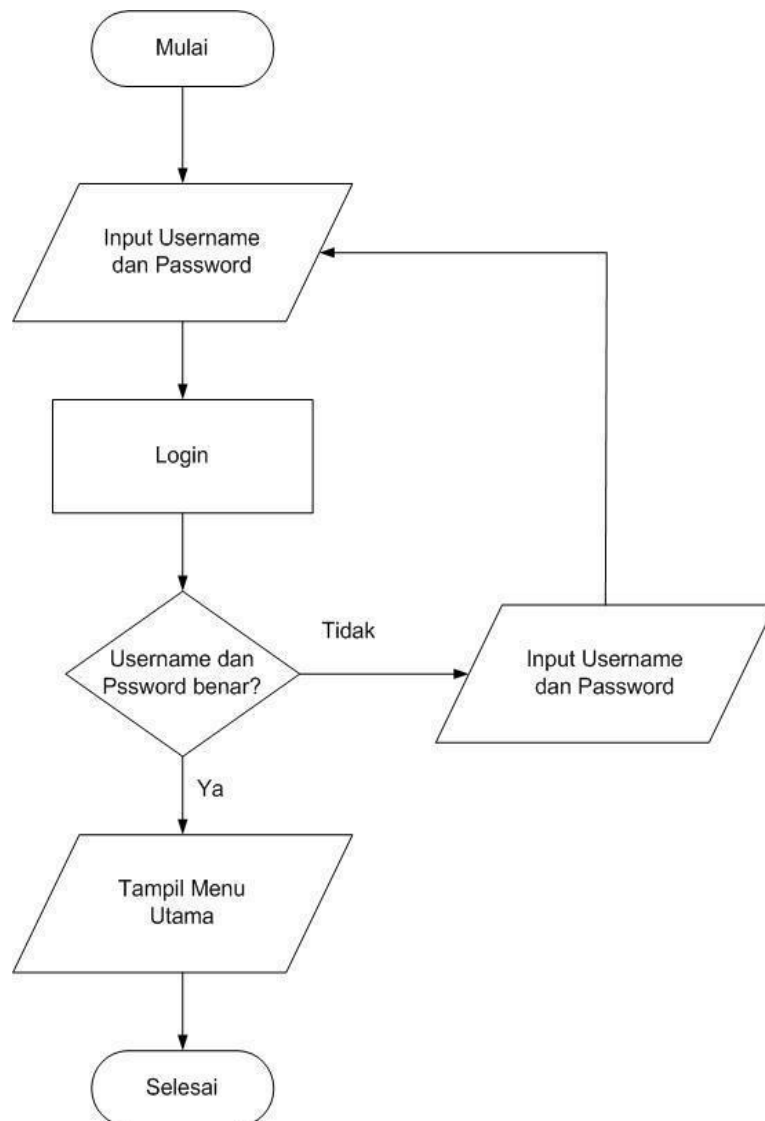 Mulai
Input Username
dan Password
Login
Username dan
Pssword benar?
Tidak
Input Username
dan Password
Ya
Tampil Menu
Utama
Selesai